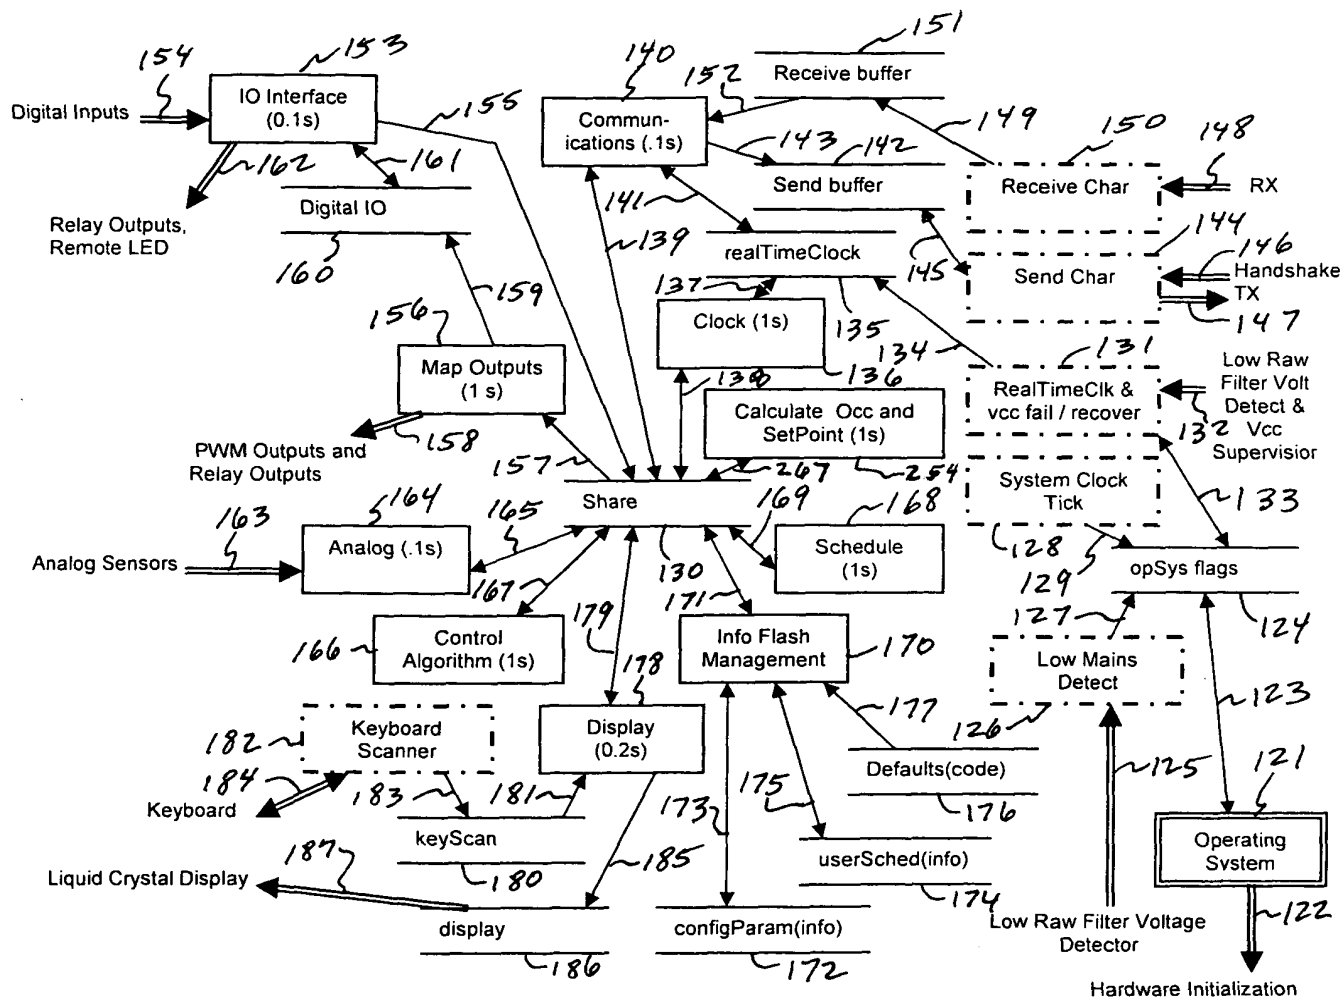 151
153
140
154
152
Receive buffer
IO Interface
(0.1s)
155
Digital Inputs
Commun-
ications (.1s)
143
142
149
150
148
162
161
Send buffer
Receive Char
RX
Digital IO
141
144
Relay Outputs,
Remote LED
139
145
146
160
realTimeClock
Send Char
Handshake
TX
159
137
147
156
Clock (1s)
135
134
131
Map Outputs
(1 s)
138
136
RealTimeClk &
vcc fail / recover
Low Raw
Filter Volt
Detect &
Vcc
Supervisior
132
158
Calculate Occ and
SetPoint (1s)
PWM Outputs and
Relay Outputs
157
267
254
System Clock
Tick
133
163
164
165
Share
169
168
Analog Sensors
Analog (.1s)
130
Schedule
(1s)
128
129
opSys flags
167
179
171
127
124
166
Control
Algorithm (1s)
178
Info Flash
Management
170
Low Mains
Detect
123
182
Keyboard
Scanner
Display
(0.2s)
177
126
184
Defaults(code)
125
121
Keyboard
183
181
173
175
176
keyScan
userSched(info)
Operating
System
187
180
185
174
Liquid Crystal Display
display
configParam(info)
Low Raw Filter Voltage
Detector
122
186
172
Hardware Initialization